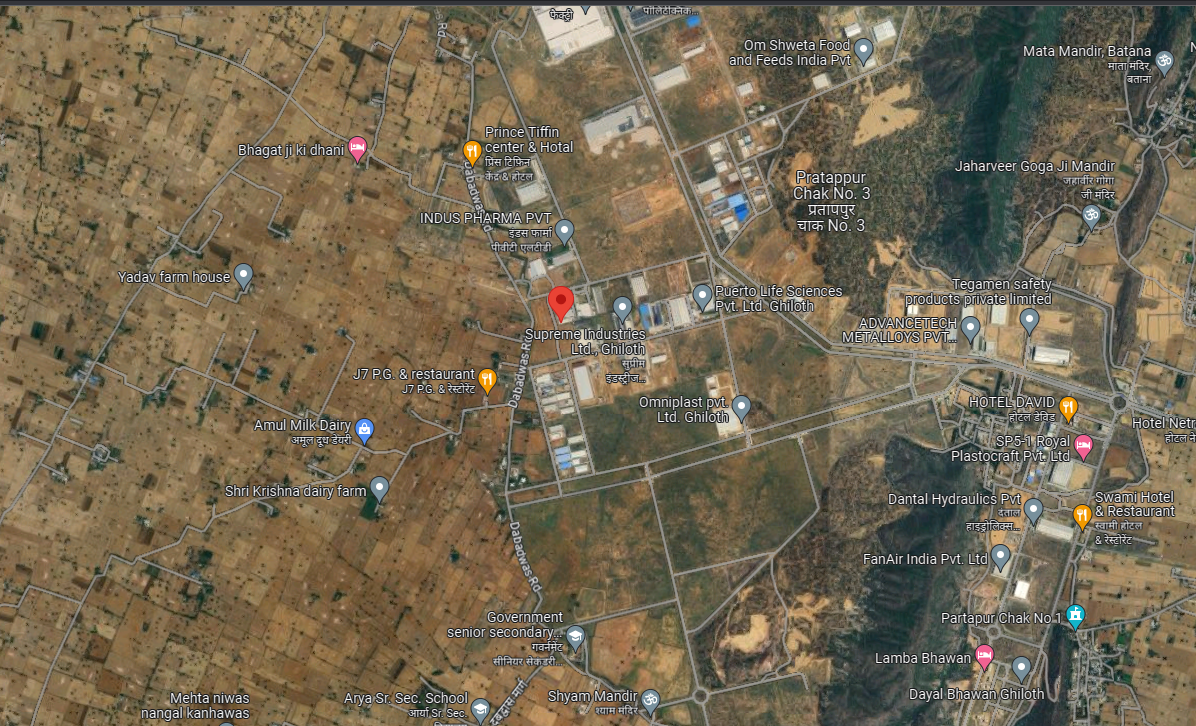 फेक्ट्री
पोलिटेक्निक...
Om Shweta Food
and Feeds India Pvt
Mata Mandir, Batana
माता मंदिर,
बताना
Prince Tiffin
center & Hotal
प्रिंस टिफिन
केंद्र & होटल
Bhagat ji ki dhani
Dabadwas Rd
Jaharveer Goga Ji Mandir
जहावीर गोगा
जी मंदिर
Pratappur
Chak No. 3
प्रतापपुर
चाक No. 3
INDUS PHARMA PVT
इंडस फार्मा
पीवीटी एलटीडी
Yadav farm house
Puerto Life Sciences
Pvt. Ltd. Ghiloth
Tegamen safety
products private limited
Supreme Industries
Ltd., Ghiloth
सुप्रीम
इंडस्ट्रीज...
ADVANCETECH
METALLOYS PVT...
Dabadwas Rd
J7 P.G. & restaurant
J7 P.G. & रेस्टोरेंट
Omniplast pvt.
Ltd. Ghiloth
HOTEL DAVID
होटल डेविड
Amul Milk Dairy
अमूल दूध डेयरी
Hotel Netr
होटल ने
SP5-1 Royal
Plastocraft Pvt. Ltd
Shri Krishna dairy farm
Dantal Hydraulics Pvt
दंताल
हाइड्रोलिक्स...
Swami Hotel
& Restaurant
स्वामी होटल
& रेस्टोरेंट
Dabadwas Rd
FanAir India Pvt. Ltd
Government
senior secondary...
गवर्नमेंट
सीनियर सेकंडरी...
Partapur Chak No.1
Lamba Bhawan
Dayal Bhawan Ghiloth
Mehta niwas
nangal kanhawas
Arya Sr. Sec. School
आर्या Sr. Sec.
Shyam Mandir
श्याम मंदिर